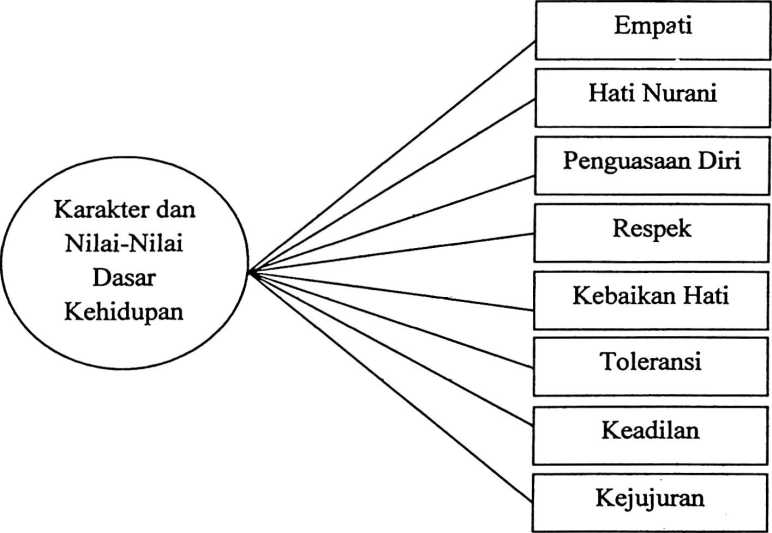 Karakter dan
Nilai-Nilai
Dasar
Kehidupan
Empati
Hati Nurani
Penguasaan Diri
Respek
Kebaikan Hati
Toleransi
Keadilan
Kejujuran